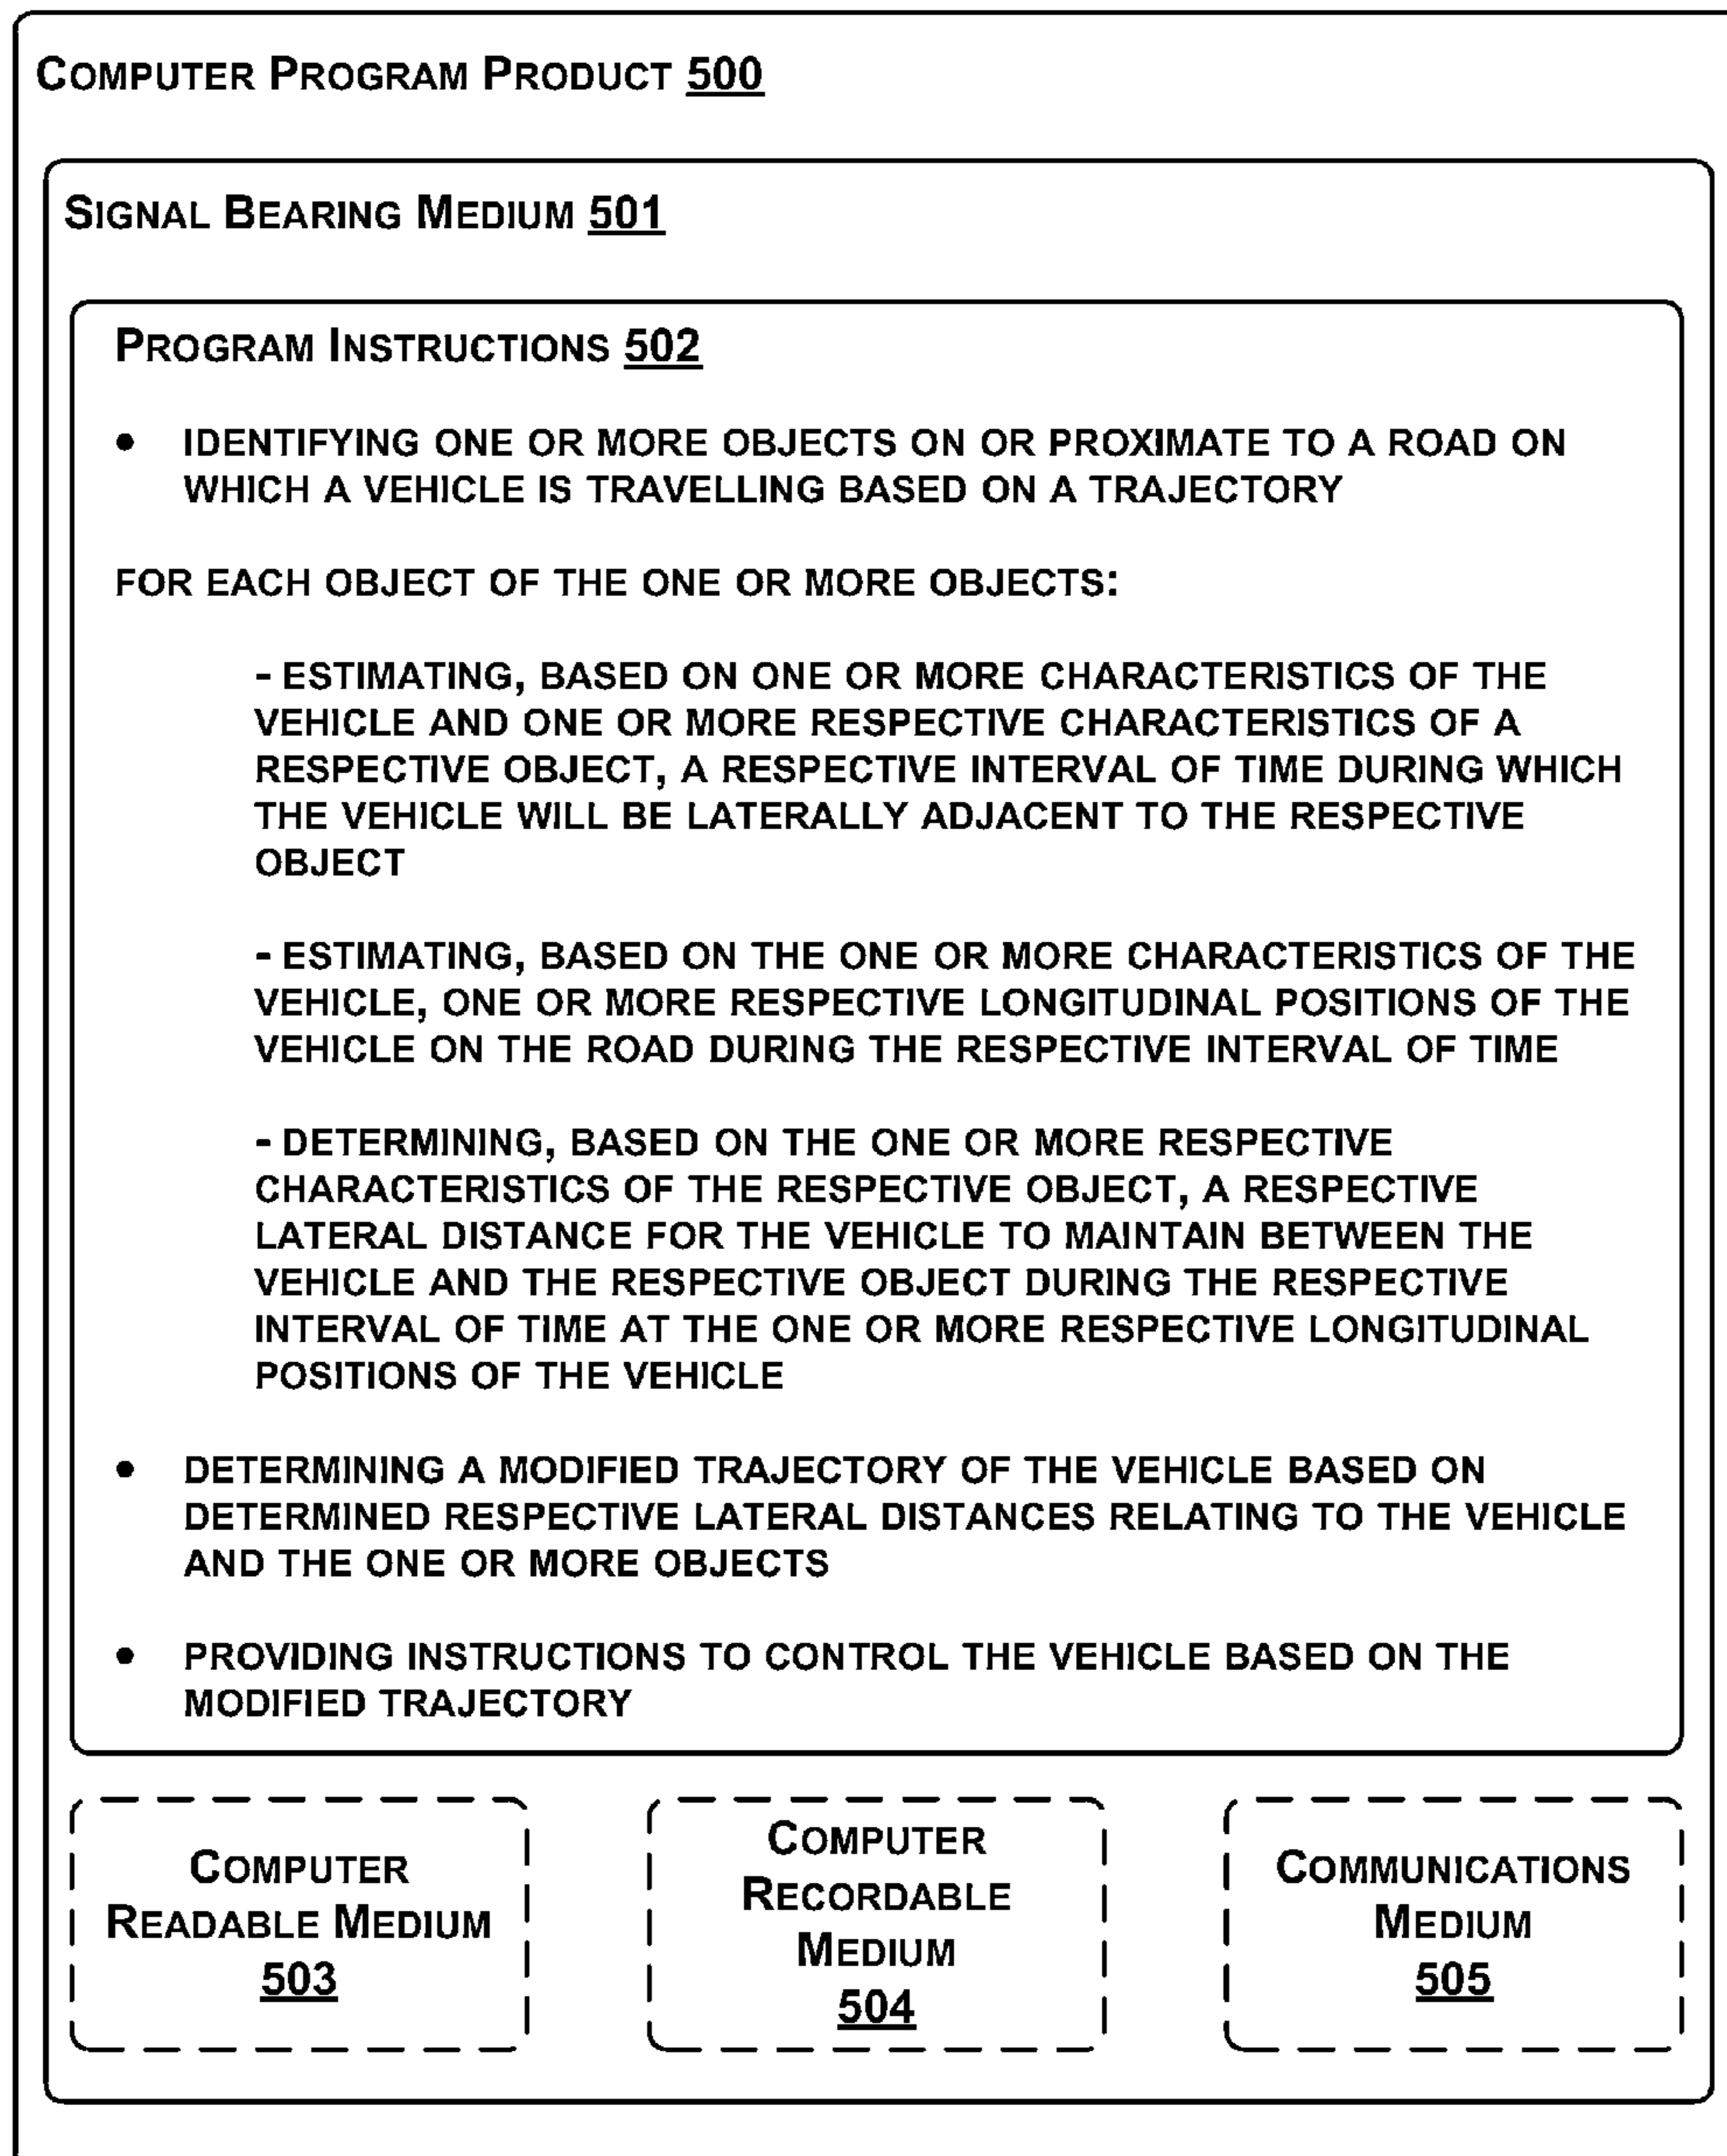 COMPUTER PROGRAM PRODUCT 500
SIGNAL BEARING MEDIUM 501
PROGRAM INSTRUCTIONS 502
• IDENTIFYING ONE OR MORE OBJECTS ON OR PROXIMATE TO A ROAD ON
WHICH A VEHICLE IS TRAVELLING BASED ON A TRAJECTORY
FOR EACH OBJECT OF THE ONE OR MORE OBJECTS:
- ESTIMATING, BASED ON ONE OR MORE CHARACTERISTICS OF THE
VEHICLE AND ONE OR MORE RESPECTIVE CHARACTERISTICS OF A
RESPECTIVE OBJECT, A RESPECTIVE INTERVAL OF TIME DURING WHICH
THE VEHICLE WILL BE LATERALLY ADJACENT TO THE RESPECTIVE
OBJECT
- ESTIMATING, BASED ON THE ONE OR MORE CHARACTERISTICS OF THE
VEHICLE, ONE OR MORE RESPECTIVE LONGITUDINAL POSITIONS OF THE
VEHICLE ON THE ROAD DURING THE RESPECTIVE INTERVAL OF TIME
- DETERMINING, BASED ON THE ONE OR MORE RESPECTIVE
CHARACTERISTICS OF THE RESPECTIVE OBJECT, A RESPECTIVE
LATERAL DISTANCE FOR THE VEHICLE TO MAINTAIN BETWEEN THE
VEHICLE AND THE RESPECTIVE OBJECT DURING THE RESPECTIVE
INTERVAL OF TIME AT THE ONE OR MORE RESPECTIVE LONGITUDINAL
POSITIONS OF THE VEHICLE
• DETERMINING A MODIFIED TRAJECTORY OF THE VEHICLE BASED ON
DETERMINED RESPECTIVE LATERAL DISTANCES RELATING TO THE VEHICLE
AND THE ONE OR MORE OBJECTS
• PROVIDING INSTRUCTIONS TO CONTROL THE VEHICLE BASED ON THE
MODIFIED TRAJECTORY
COMPUTER
READABLE MEDIUM
503
COMPUTER
RECORDABLE
MEDIUM
504
COMMUNICATIONS
MEDIUM
505